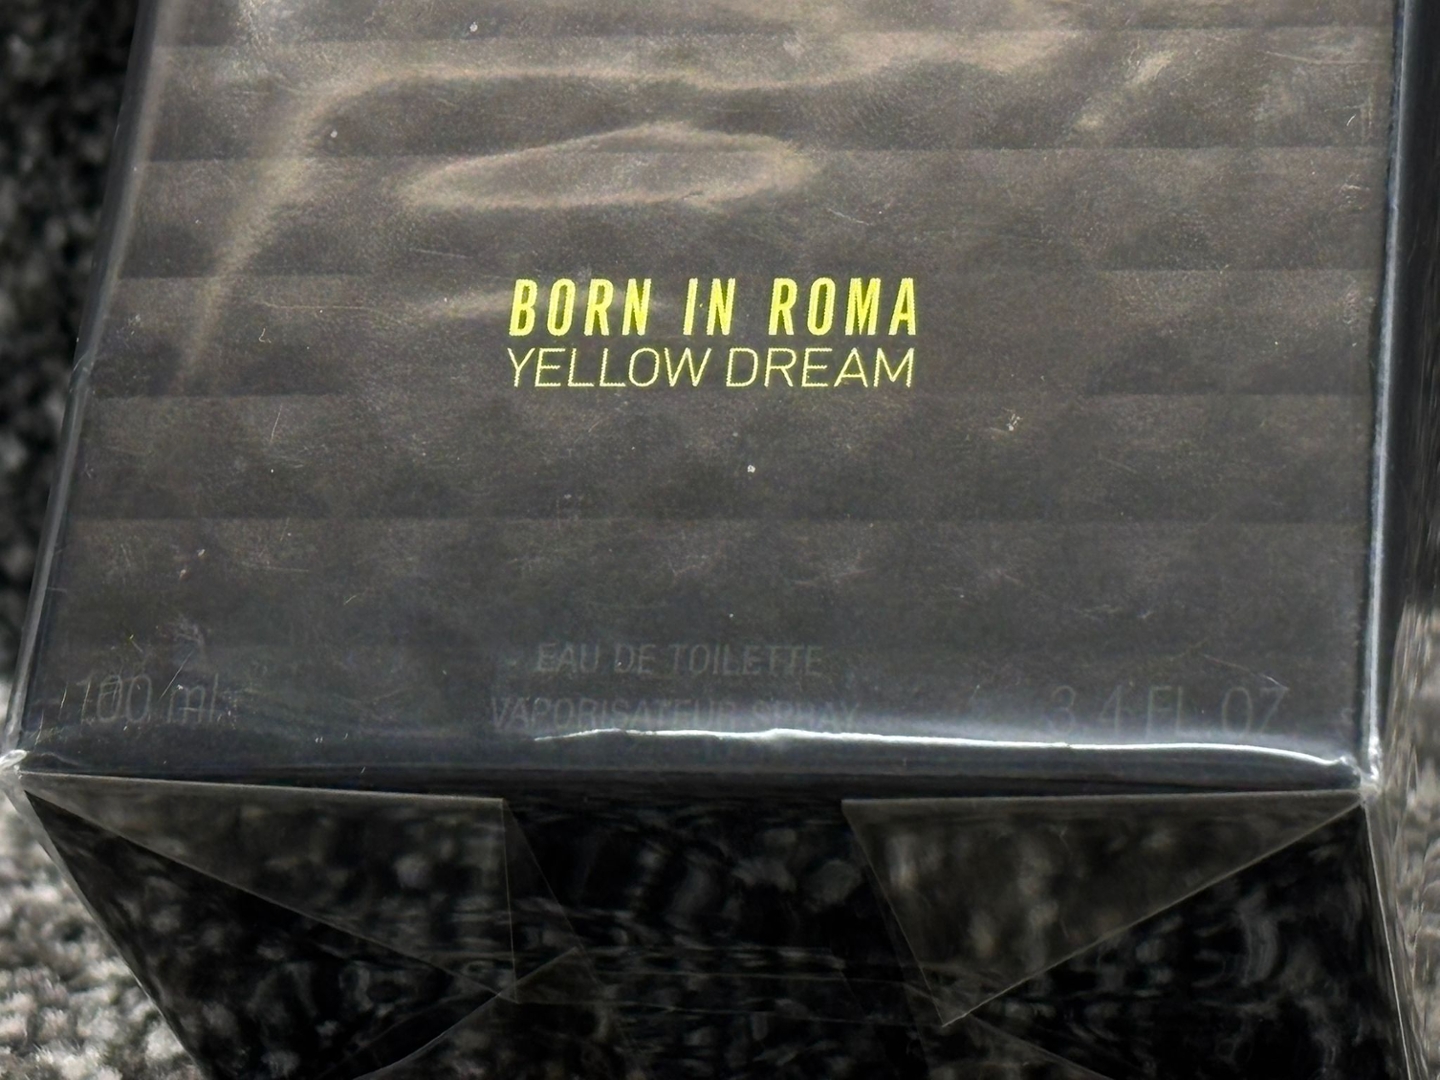 BORN IN ROMA
YELLOW DREAM
EAU DE TOILETTE
VAPORISATEUR SPRAY
100 ml
3.4 FL. OZ